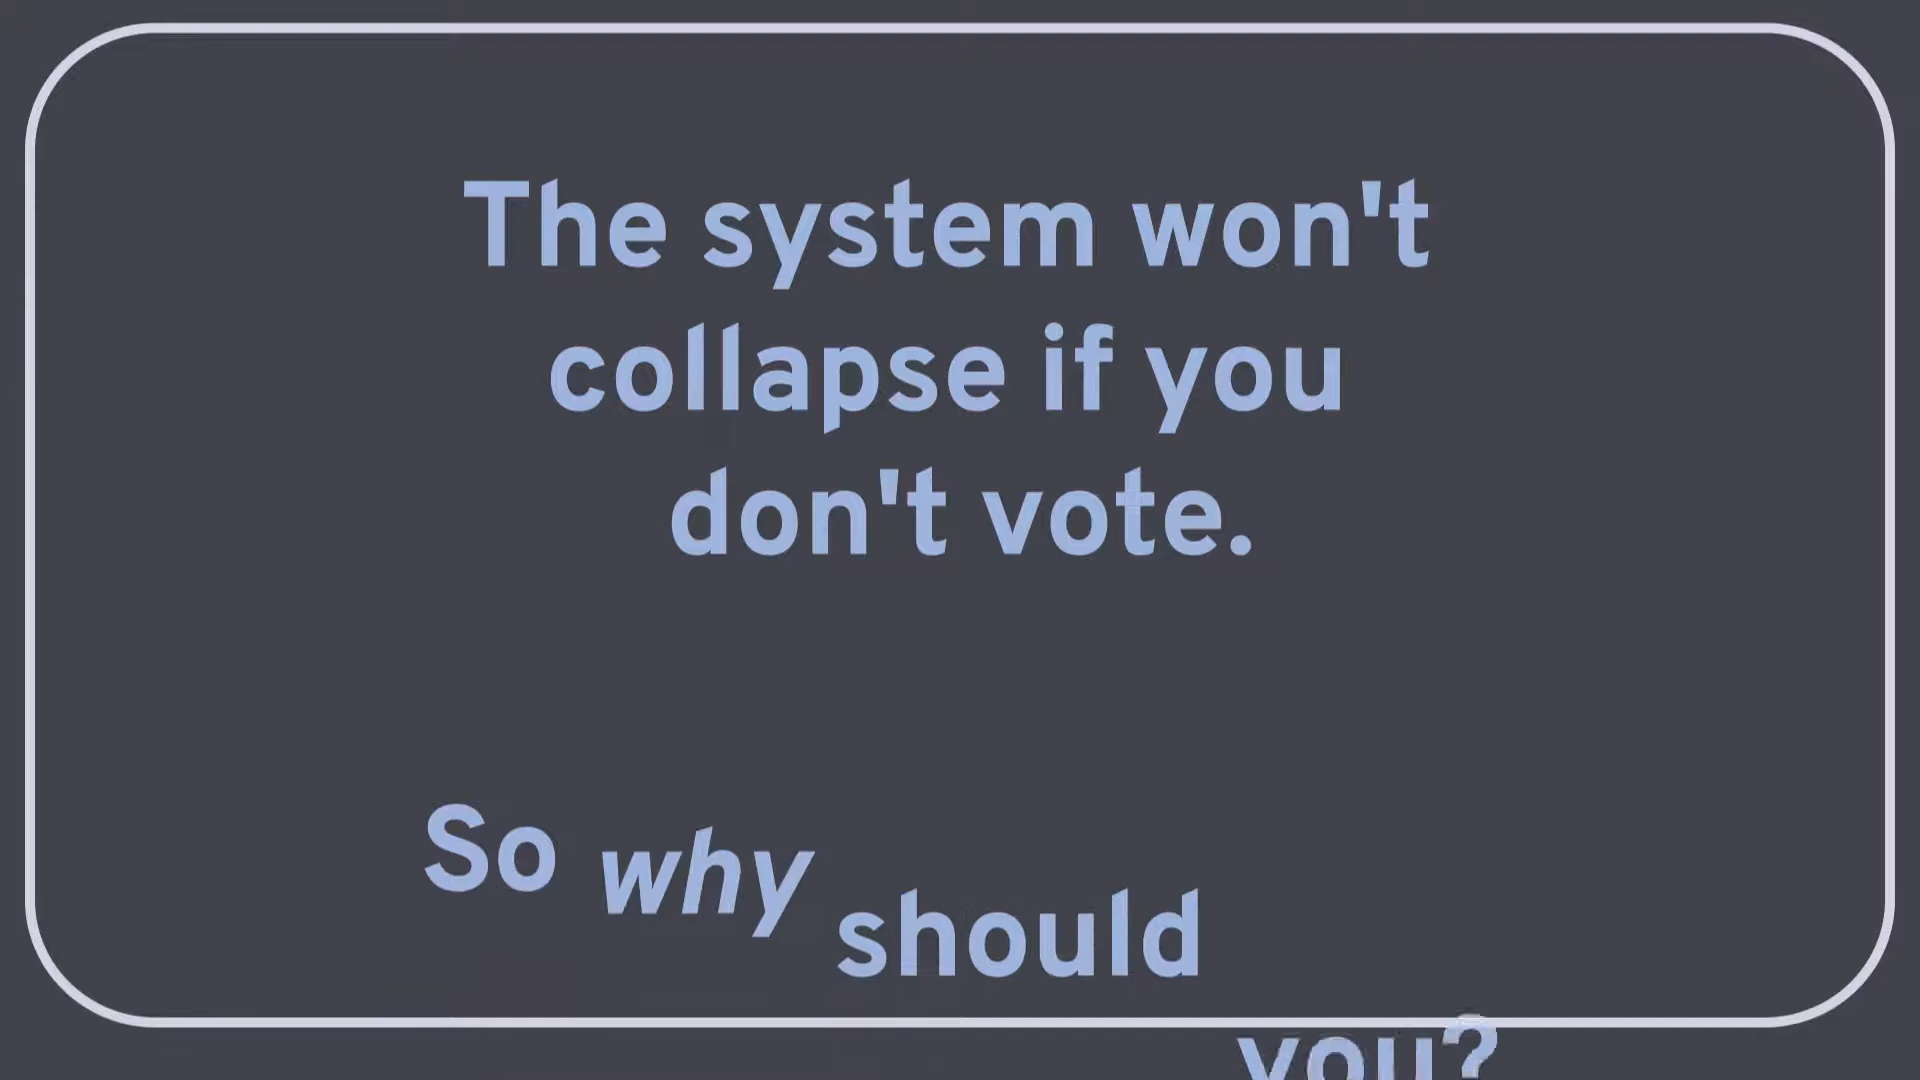 The system won't
collapse if you
don't vote.
So why should
you?